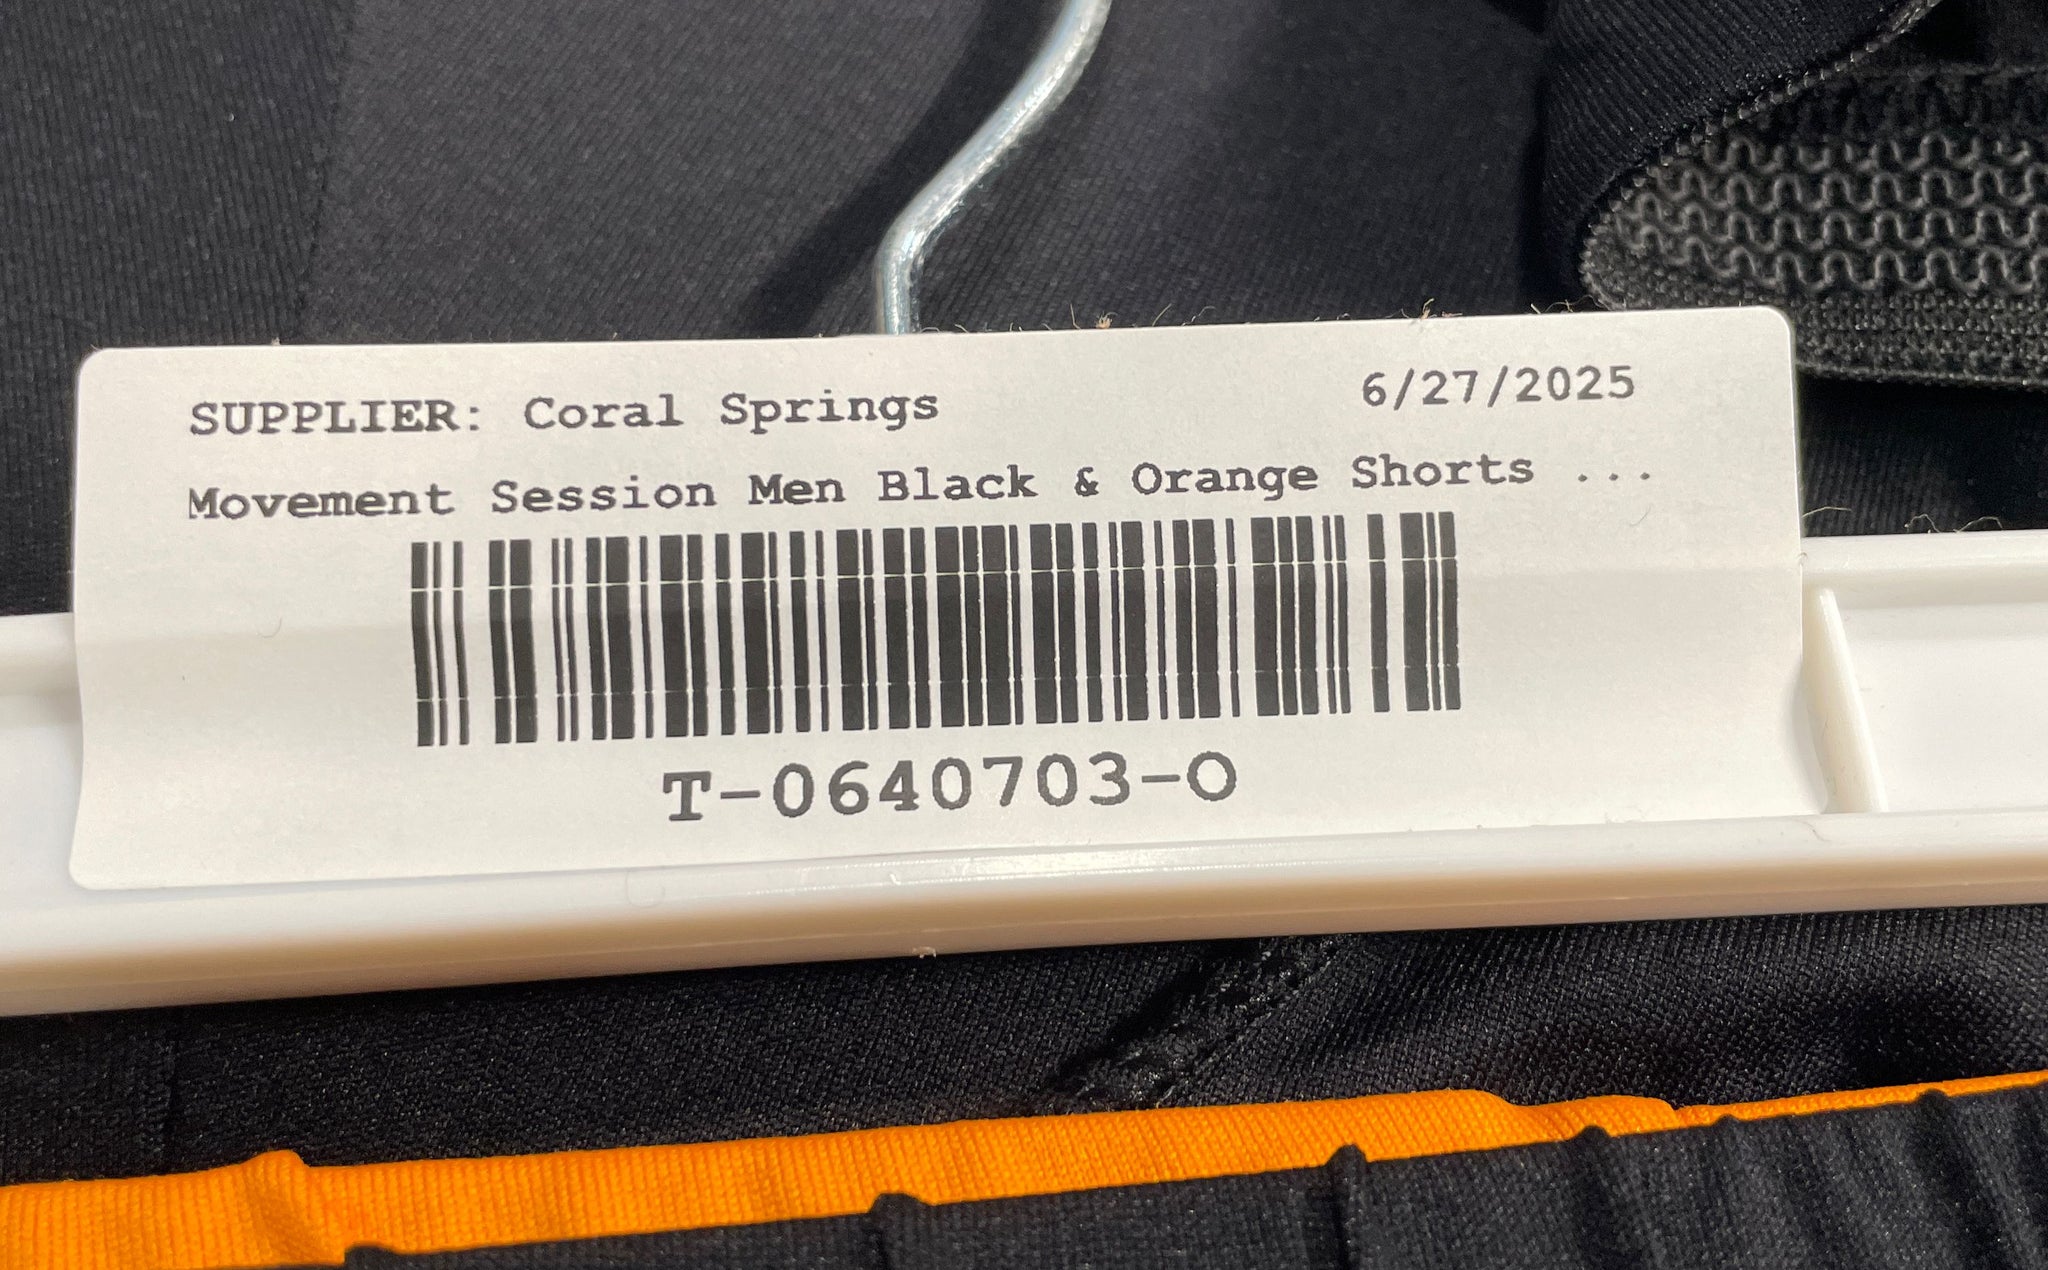 SUPPLIER: Coral Springs 6/27/2025
Movement Session Men Black & Orange Shorts ...
T-0640703-O